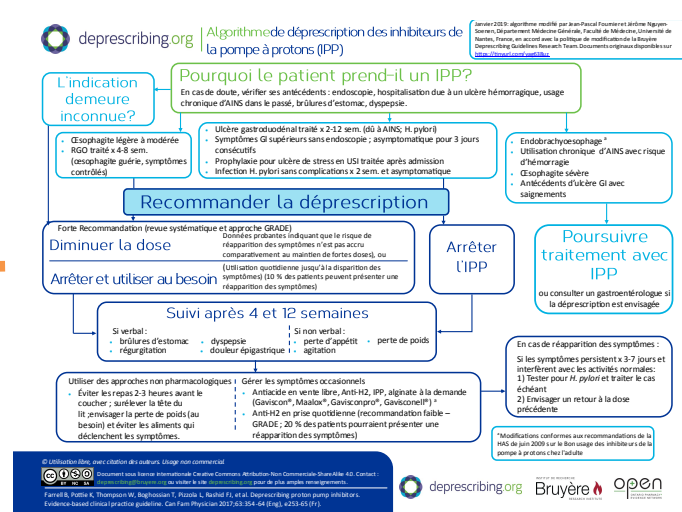 deprescribing.org
Algorithme de déprescription des inhibiteurs de
la pompe à protons (IPP)
Janvier 2019: algorithme modifié par Jean-Pascal Fournier et Jérôme Nguyen-
Soenen, Département Médecine Générale, Faculté de Médecine, Université de
Nantes, France, en accord avec la politique de modification de la Bruyère
Deprescribing Guidelines Research Team. Documents originaux disponibles sur
L'indication
demeure
inconnue?
Pourquoi le patient prend-il un IPP?
En cas de doute, vérifier ses antécédents : endoscopie, hospitalisation due à un ulcère hémorragique, usage
chronique d'AINS dans le passé, brûlures d'estomac, dyspepsie.
• Œsophagite légère à modérée
• RGO traité x 4-8 sem.
(œsophagite guérie, symptômes
contrôlés)
• Ulcère gastroduodénal traité x 2-12 sem. (dû à AINS; H. pylori)
• Symptômes GI supérieurs sans endoscopie ; asymptomatique pour 3 jours
consécutifs
• Prophylaxie pour ulcère de stress en USI traitée après admission
• Infection H. pylori sans complications x 2 sem. et asymptomatique
• Endobrachyoesophage ª
• Utilisation chronique d'AINS avec risque
d'hémorragie
• Œsophagite sévère
• Antécédents d'ulcère GI avec
saignements
Recommander la déprescription
Forte Recommandation (revue systématique et approche GRADE)
Diminuer la dose
Données probantes indiquant que le risque de
réapparition des symptômes n'est pas accru
comparativement au maintien de fortes doses), ou
Arrêter et utiliser au besoin
(Utilisation quotidienne jusqu'à la disparition des
symptômes) (10 % des patients peuvent présenter une
réapparition des symptômes)
Arrêter
l'IPP
Poursuivre
traitement avec
IPP
ou consulter un gastroentérologue si
la déprescription est envisagée
Suivi après 4 et 12 semaines
Si verbal :
• brûlures d'estomac
• régurgitation
• dyspepsie
• douleur épigastrique
Si non verbal :
• perte d'appétit
• agitation
• perte de poids
Utiliser des approches non pharmacologiques
• Éviter les repas 2-3 heures avant le
coucher ; surélever la tête du
lit ;envisager la perte de poids (au
besoin) et éviter les aliments qui
déclenchent les symptômes.
Gérer les symptômes occasionnels
• Antiacide en vente libre, Anti-H2, IPP, alginate à la demande
(Gaviscon®, Maalox®, Gavisconpro®, Gavisconell®) ª
• Anti-H2 en prise quotidienne (recommandation faible –
GRADE ; 20 % des patients pourraient présenter une
réapparition des symptômes)
En cas de réapparition des symptômes :
Si les symptômes persistent x 3-7 jours et
interfèrent avec les activités normales:
1) Tester pour H. pylori et traiter le cas
échéant
2) Envisager un retour à la dose
précédente
ªModifications conformes aux recommandations de la
HAS de juin 2009 sur le Bon usage des inhibiteurs de la
pompe à protons chez l'adulte
© Utilisation libre, avec citation des auteurs. Usage non commercial.
CC BY NC SA
Document sous licence internationale Creative Commons Attribution-Non Commerciale-ShareAlike 4.0. Contact :
deprescribing@bruyere.org ou visiter le site deprescribing.org pour de plus amples renseignements.
Farrell B, Pottie K, Thompson W, Boghossian T, Pizzola L, Rashid FJ, et al. Deprescribing proton pump inhibitors.
Evidence-based clinical practice guideline. Can Fam Physician 2017;63:354-64 (Eng), e253-65 (Fr).
deprescribing.org
Bruyère
open